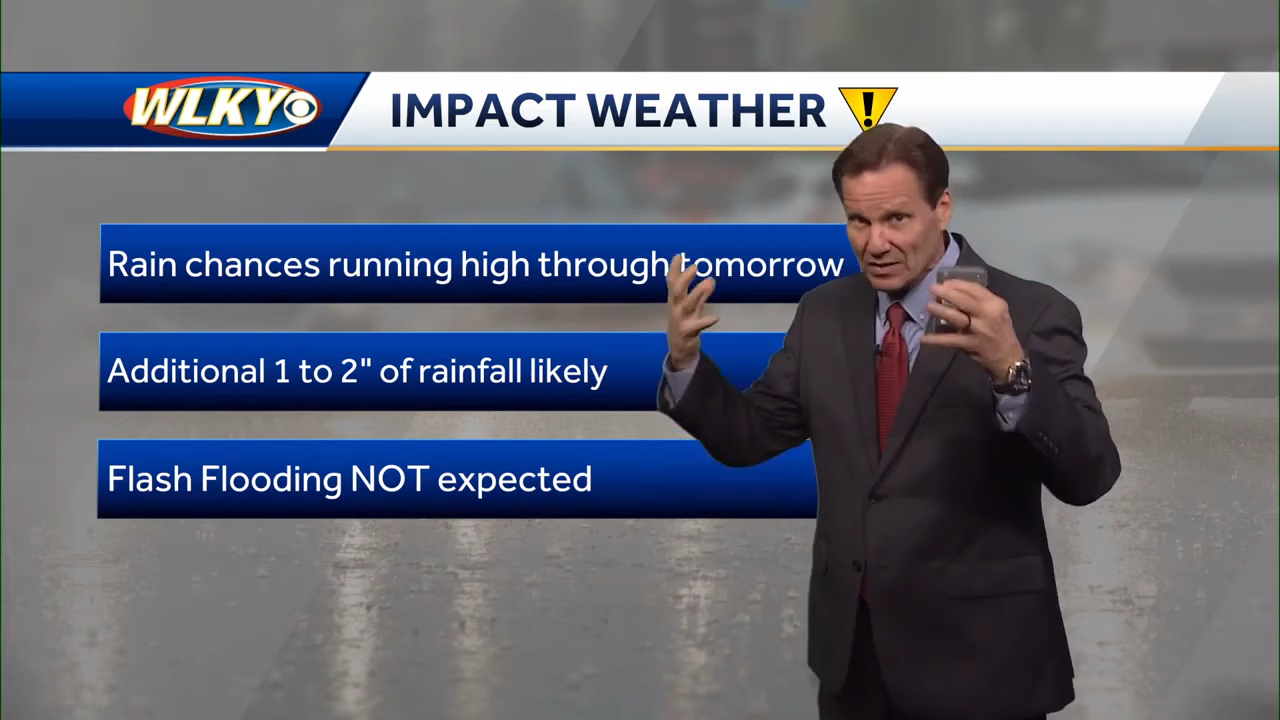 WLKY
IMPACT WEATHER !
Rain chances running high through tomorrow
Additional 1 to 2" of rainfall likely
Flash Flooding NOT expected